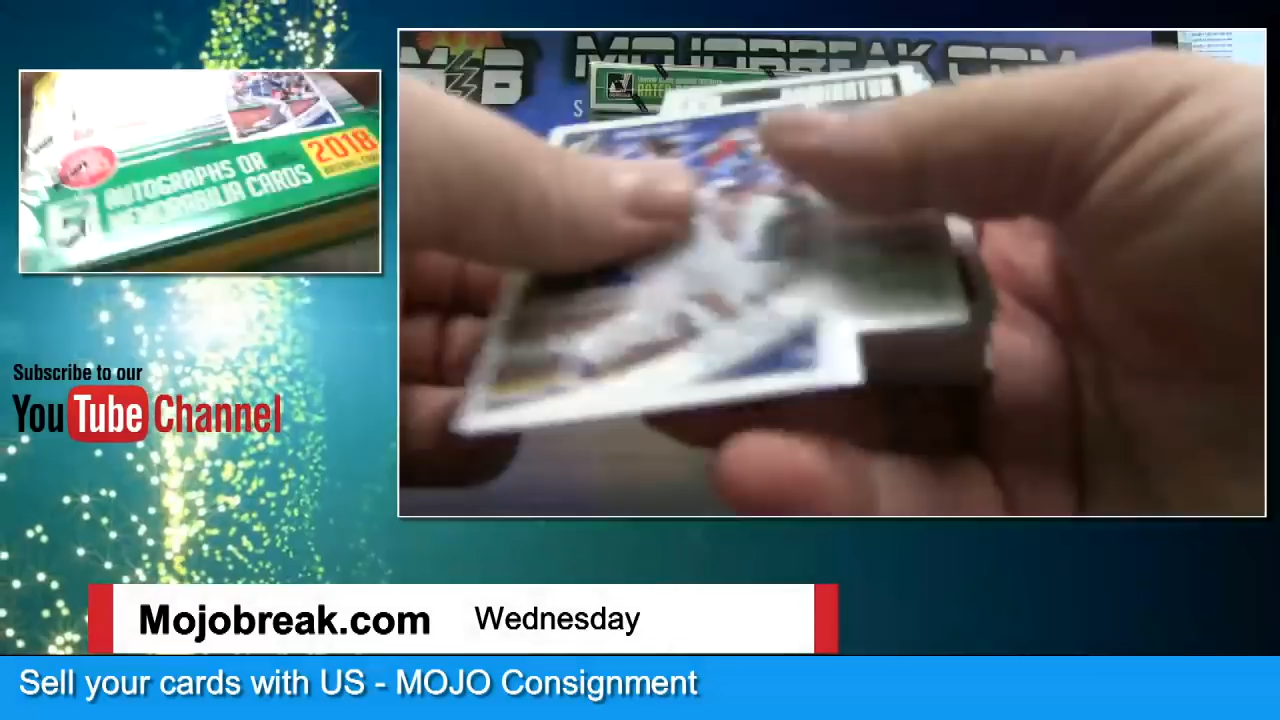 MOJOBREAK.COM
M B
2018
AUTOGRAPHS OR
MEMORABILIA CARDS
Subscribe to our
YouTube Channel
Mojobreak.com Wednesday
Sell your cards with US - MOJO Consignment